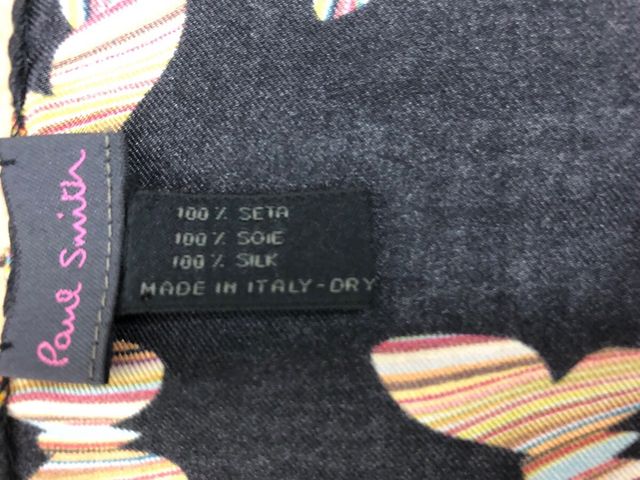 Paul Smith
100% SETA
100% SOIE
100% SILK
MADE IN ITALY-DRY